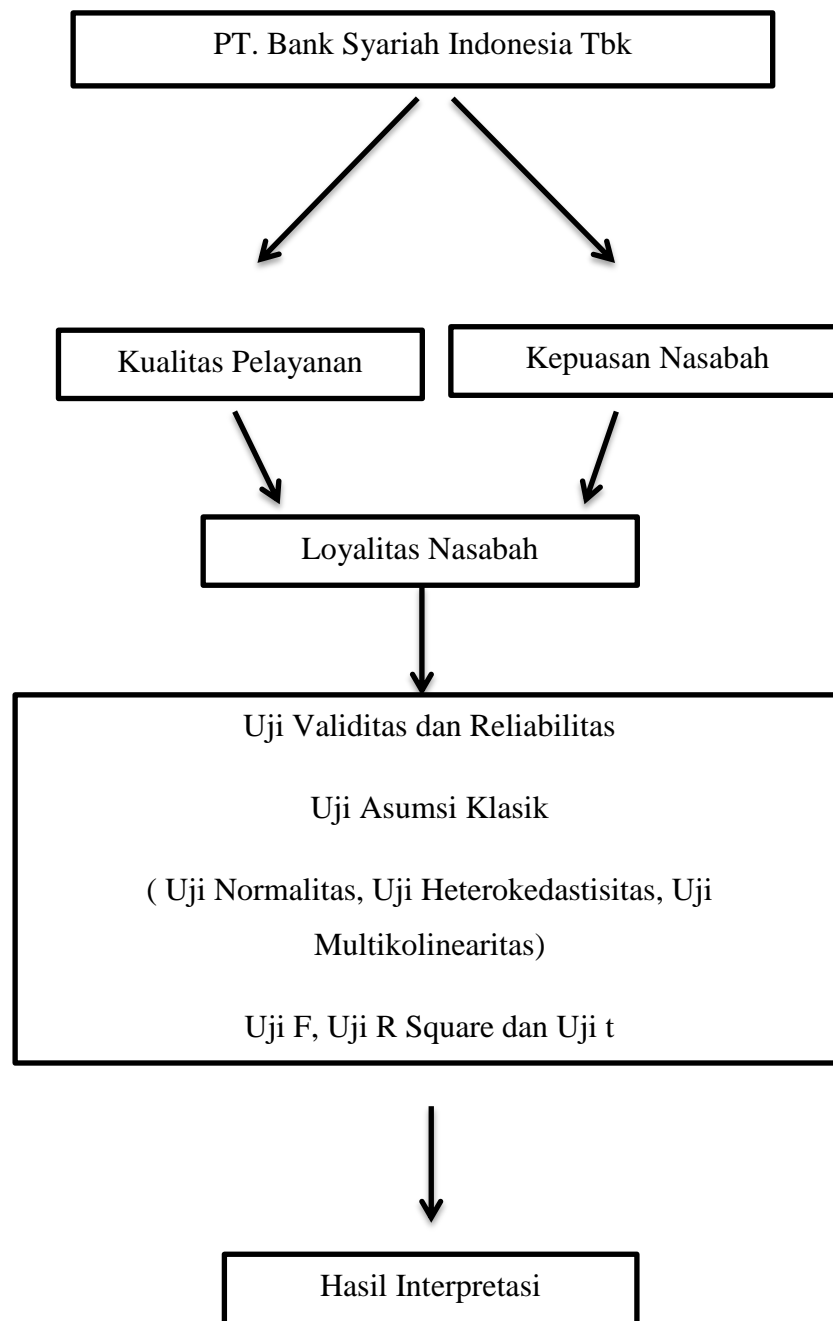 PT. Bank Syariah Indonesia Tbk
Kualitas Pelayanan
Kepuasan Nasabah
Loyalitas Nasabah
Uji Validitas dan Reliabilitas
Uji Asumsi Klasik
( Uji Normalitas, Uji Heterokedastisitas, Uji
Multikolinearitas)
Uji F, Uji R Square dan Uji t
Hasil Interpretasi